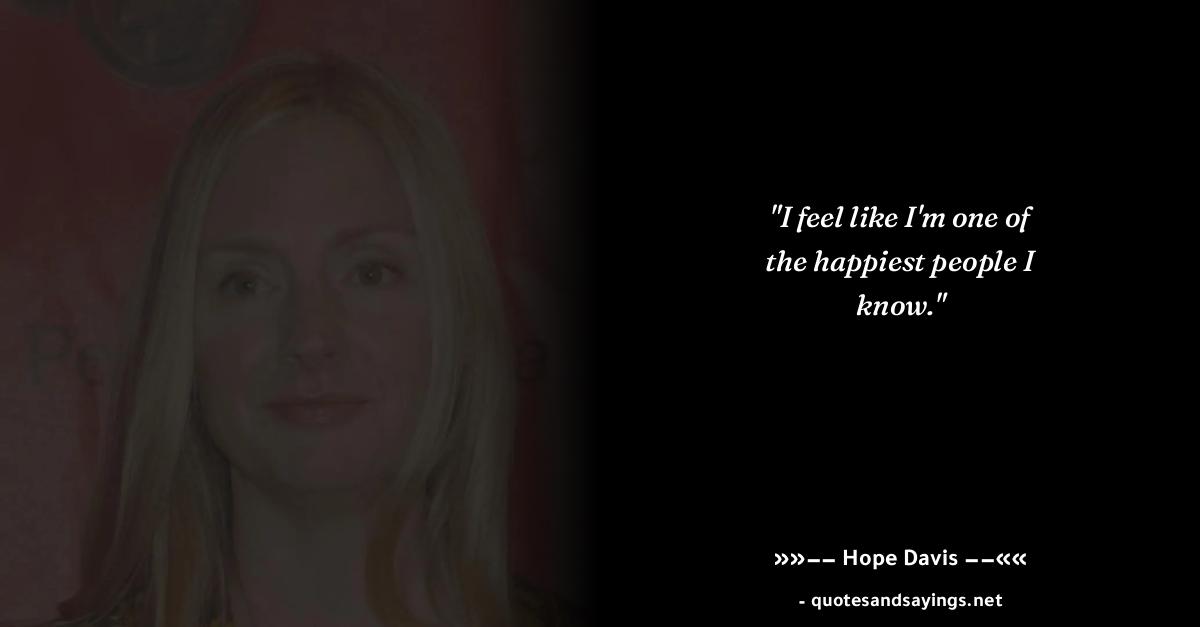 "I feel like I'm one of
the happiest people I
know."
»»–– Hope Davis ––««
- quotesandsayings.net